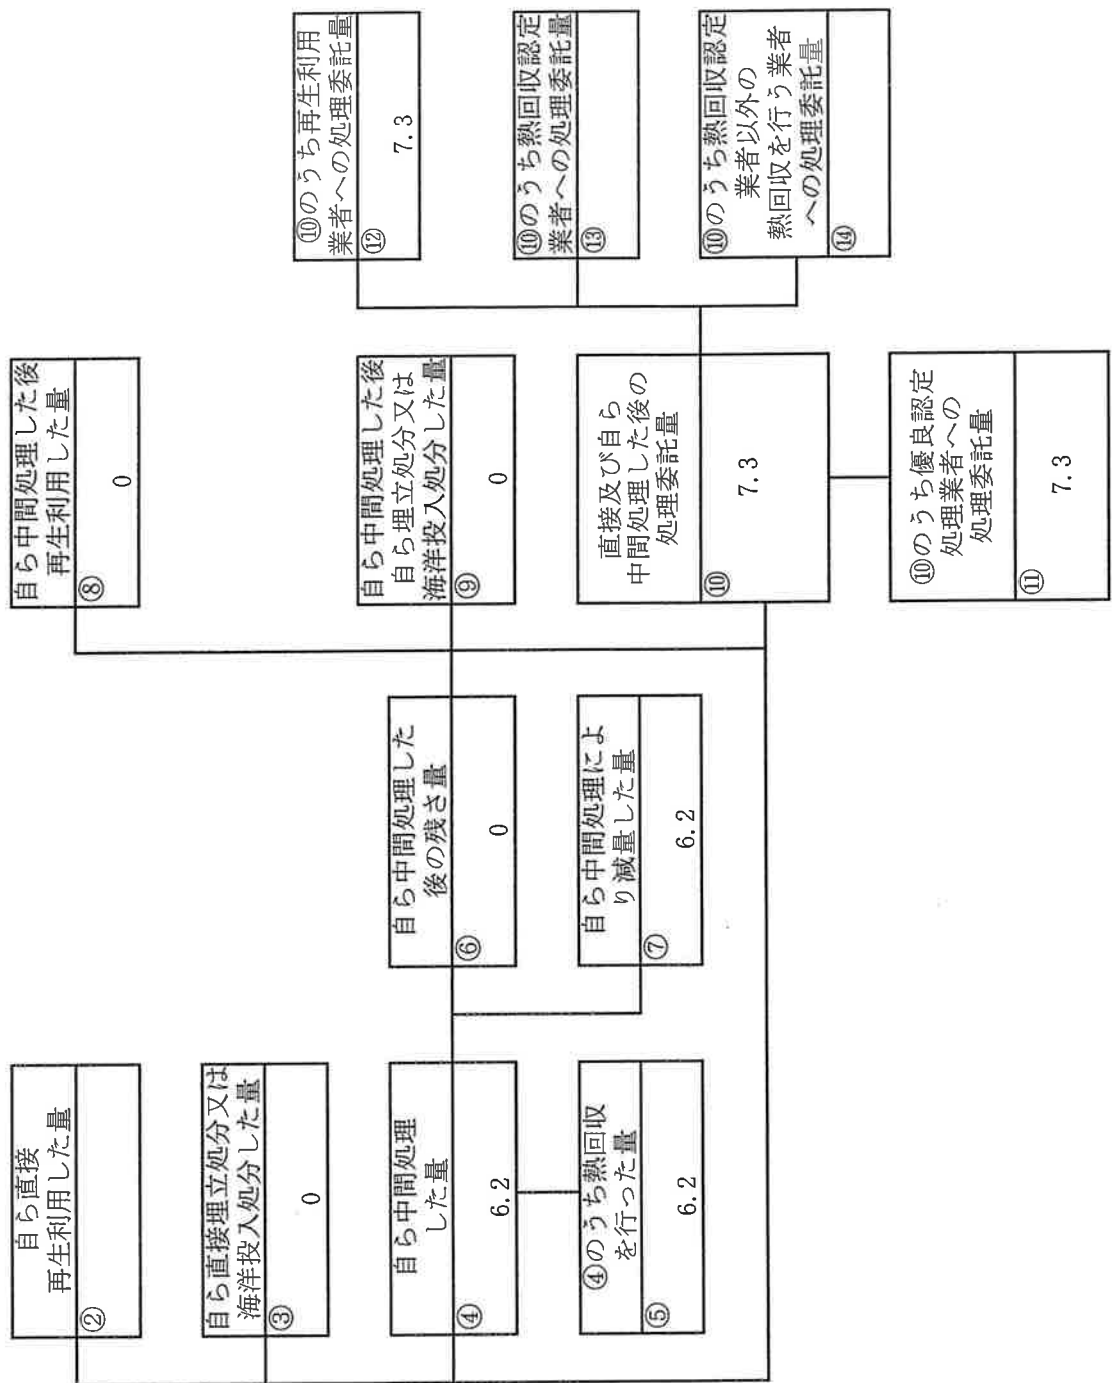 自ら直接
再生利用した量
②
自ら直接埋立処分又は
海洋投入処分した量
③
0
自ら中間処理
した量
④
6.2
④のうち熱回収
を行った量
⑤
6.2
自ら中間処理した
後の残さ量
⑥
0
自ら中間処理によ
り減量した量
⑦
6.2
自ら中間処理した後
再生利用した量
⑧
0
自ら中間処理した後
自ら埋立処分又は
海洋投入処分した量
⑨
0
直接及び自ら
中間処理した後の
処理委託量
⑩
7.3
⑩のうち優良認定
処理業者への
処理委託量
⑪
7.3
⑩のうち再生利用
業者への処理委託量
⑫
7.3
⑩のうち熱回収認定
業者への処理委託量
⑬
⑩のうち熱回収認定
業者以外の
熱回収を行う業者
への処理委託量
⑭